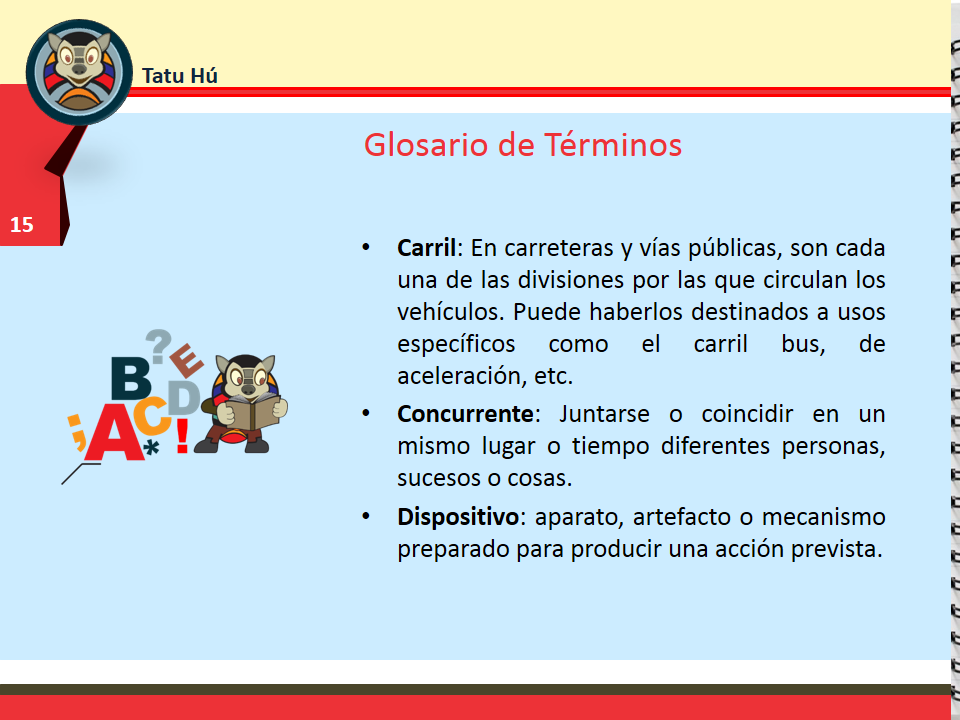 Tatu Hú
Glosario de Términos
15
• Carril: En carreteras y vías públicas, son cada
una de las divisiones por las que circulan los
vehículos. Puede haberlos destinados a usos
específicos como el carril bus, de
aceleración, etc.
• Concurrente: Juntarse o coincidir en un
mismo lugar o tiempo diferentes personas,
sucesos o cosas.
• Dispositivo: aparato, artefacto o mecanismo
preparado para producir una acción prevista.
? E
B D
; A C * !